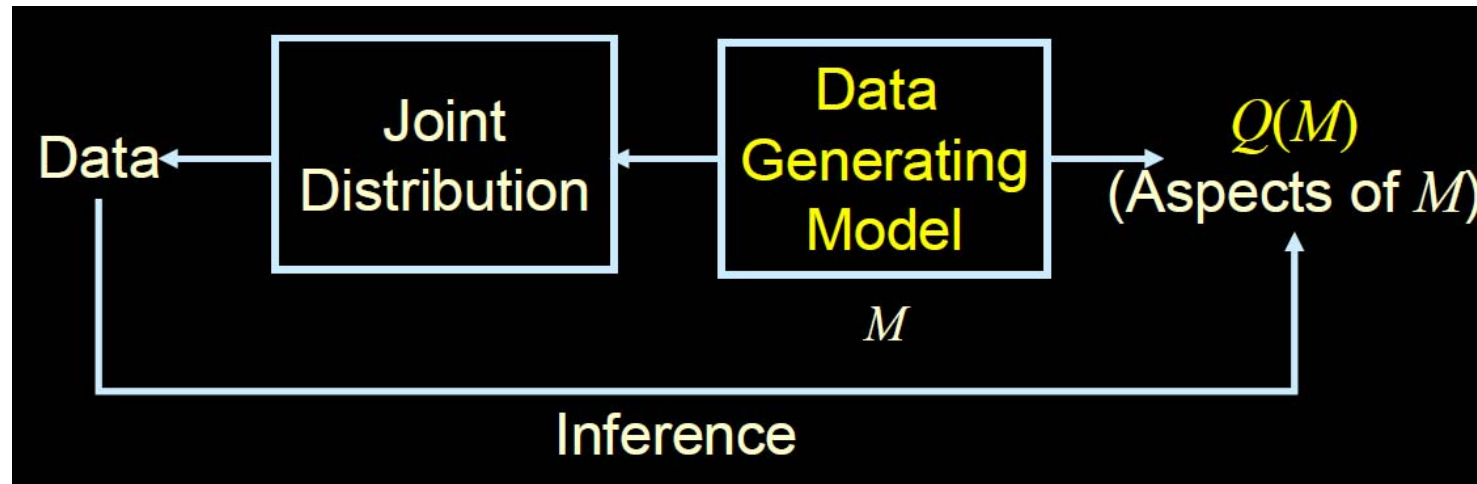 Data
Joint
Distribution
Data
Generating
Model
M
Q(M)
(Aspects of M)
Inference